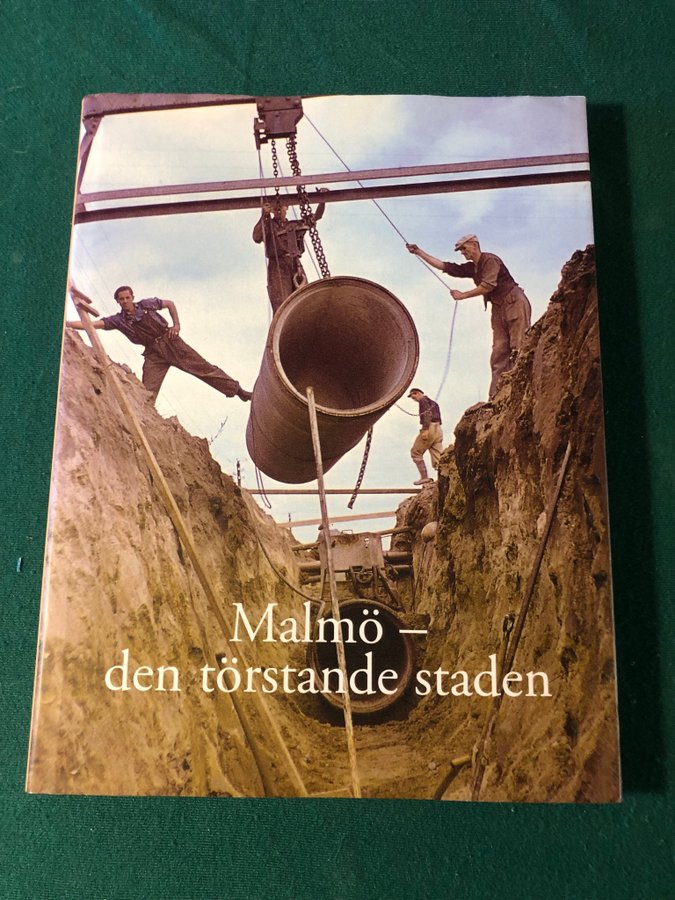 Malmö –
den törstande staden